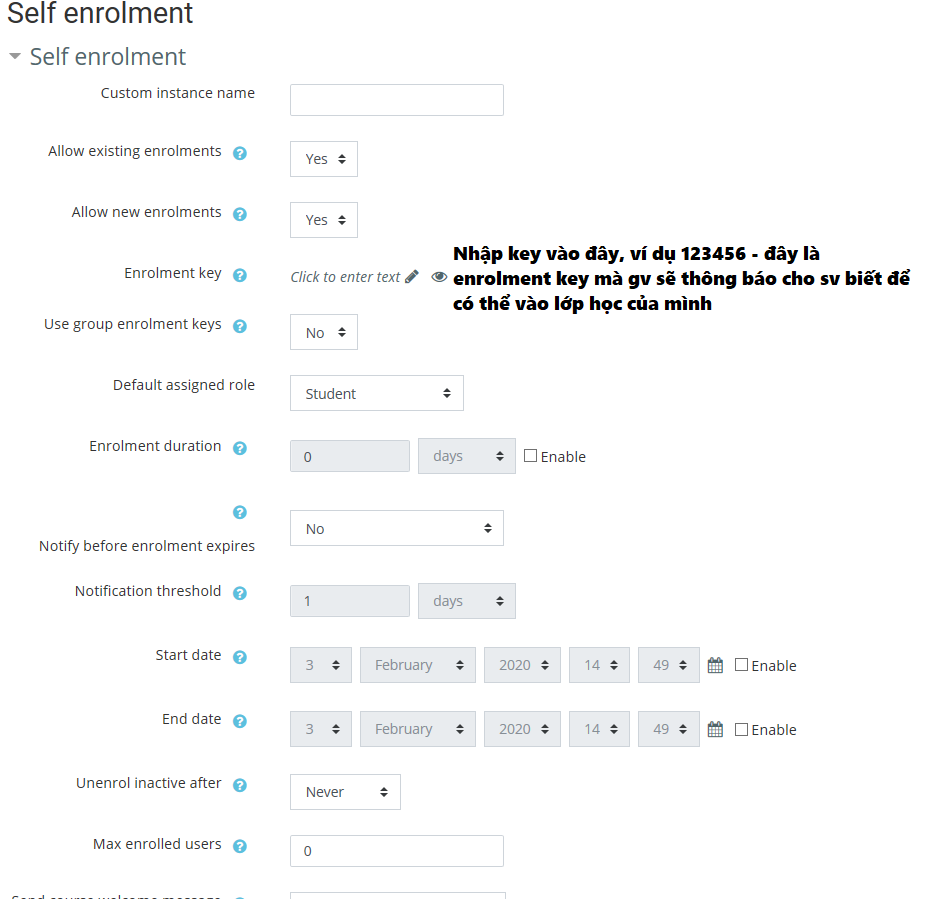 Self enrolment
Self enrolment
Custom instance name
Allow existing enrolments ? Yes
Allow new enrolments ? Yes
Enrolment key ? Click to enter text
Nhập key vào đây, ví dụ 123456 - đây là
enrolment key mà gv sẽ thông báo cho sv biết để
có thể vào lớp học của mình
Use group enrolment keys ? No
Default assigned role Student
Enrolment duration ? 0 days Enable
? No
Notify before enrolment expires
Notification threshold ? 1 days
Start date ? 3 February 2020 14 49 Enable
End date ? 3 February 2020 14 49 Enable
Unenrol inactive after ? Never
Max enrolled users ? 0
Send course welcome message